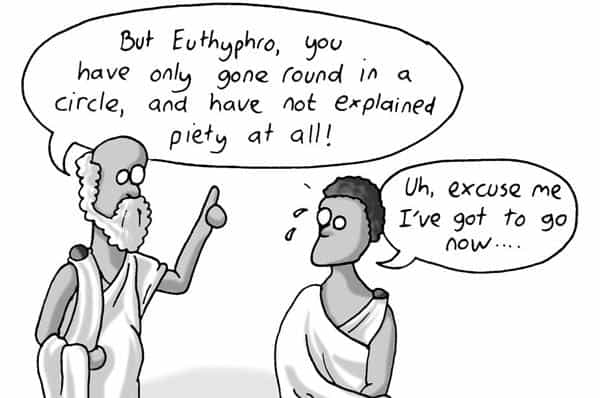 But Euthyphro, you
have only gone round in a
circle, and have not explained
piety at all!
Uh, excuse me
I've got to go
now....